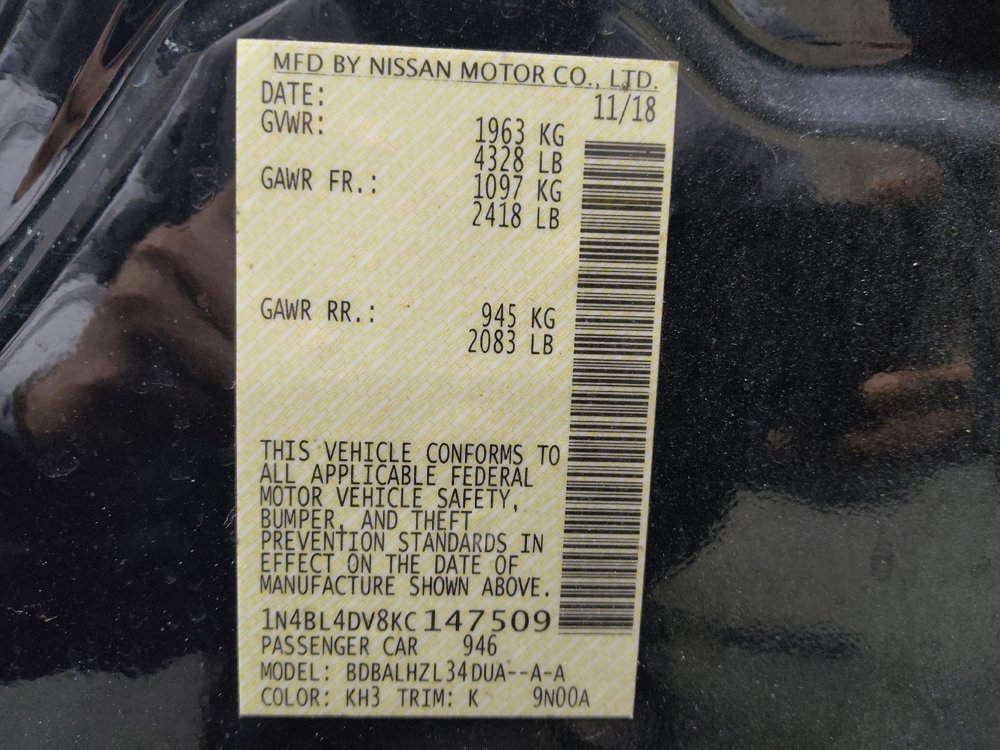 MFD BY NISSAN MOTOR CO., LTD.
DATE: 11/18
GVWR: 1963 KG
4328 LB
GAWR FR.: 1097 KG
2418 LB
GAWR RR.: 945 KG
2083 LB
THIS VEHICLE CONFORMS TO
ALL APPLICABLE FEDERAL
MOTOR VEHICLE SAFETY,
BUMPER, AND THEFT
PREVENTION STANDARDS IN
EFFECT ON THE DATE OF
MANUFACTURE SHOWN ABOVE.
1N4BL4DV8KC147509
PASSENGER CAR 946
MODEL: BDBALHZL34DUA--A-A
COLOR: KH3 TRIM: K 9N00A